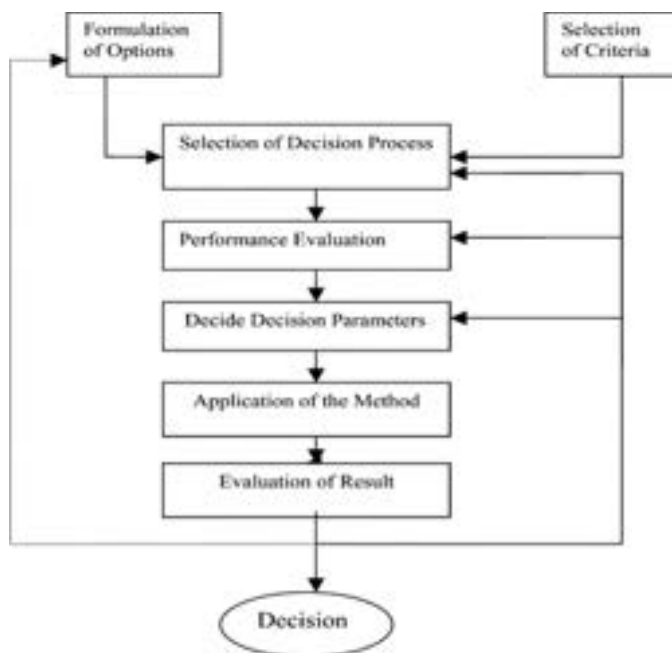 Formulation
of Options
Selection
of Criteria
Selection of Decision Process
Performance Evaluation
Decide Decision Parameters
Application of the Method
Evaluation of Result
Decision